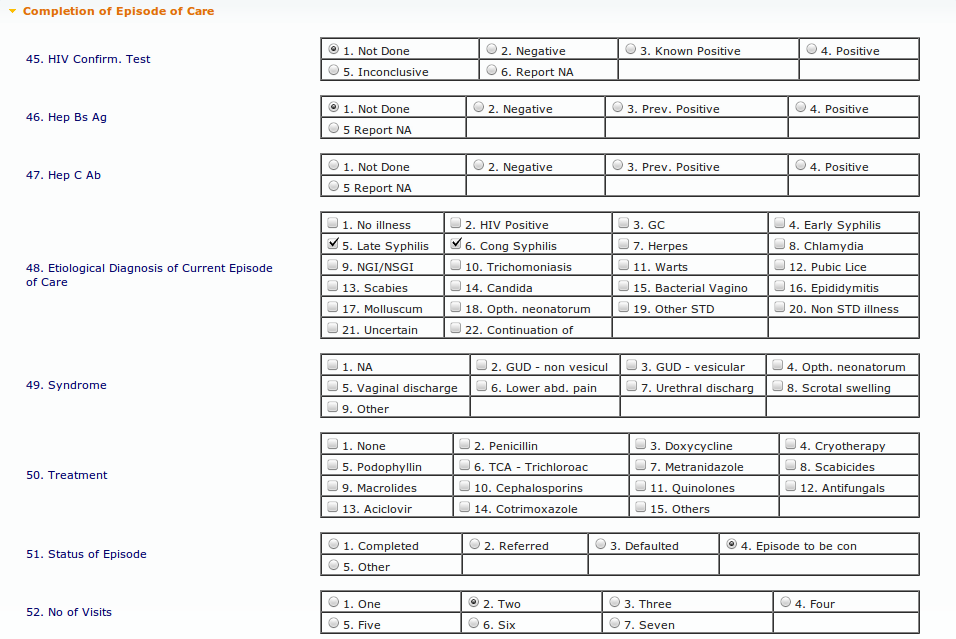 Completion of Episode of Care
45. HIV Confirm. Test
1. Not Done 2. Negative 3. Known Positive 4. Positive
5. Inconclusive 6. Report NA
46. Hep Bs Ag
1. Not Done 2. Negative 3. Prev. Positive 4. Positive
5 Report NA
47. Hep C Ab
1. Not Done 2. Negative 3. Prev. Positive 4. Positive
5 Report NA
48. Etiological Diagnosis of Current Episode
of Care
1. No illness 2. HIV Positive 3. GC 4. Early Syphilis
5. Late Syphilis 6. Cong Syphilis 7. Herpes 8. Chlamydia
9. NGI/NSGI 10. Trichomoniasis 11. Warts 12. Pubic Lice
13. Scabies 14. Candida 15. Bacterial Vagino 16. Epididymitis
17. Molluscum 18. Opth. neonatorum 19. Other STD 20. Non STD illness
21. Uncertain 22. Continuation of
49. Syndrome
1. NA 2. GUD - non vesicul 3. GUD - vesicular 4. Opth. neonatorum
5. Vaginal discharge 6. Lower abd. pain 7. Urethral discharg 8. Scrotal swelling
9. Other
50. Treatment
1. None 2. Penicillin 3. Doxycycline 4. Cryotherapy
5. Podophyllin 6. TCA - Trichloroac 7. Metranidazole 8. Scabicides
9. Macrolides 10. Cephalosporins 11. Quinolones 12. Antifungals
13. Aciclovir 14. Cotrimoxazole 15. Others
51. Status of Episode
1. Completed 2. Referred 3. Defaulted 4. Episode to be con
5. Other
52. No of Visits
1. One 2. Two 3. Three 4. Four
5. Five 6. Six 7. Seven